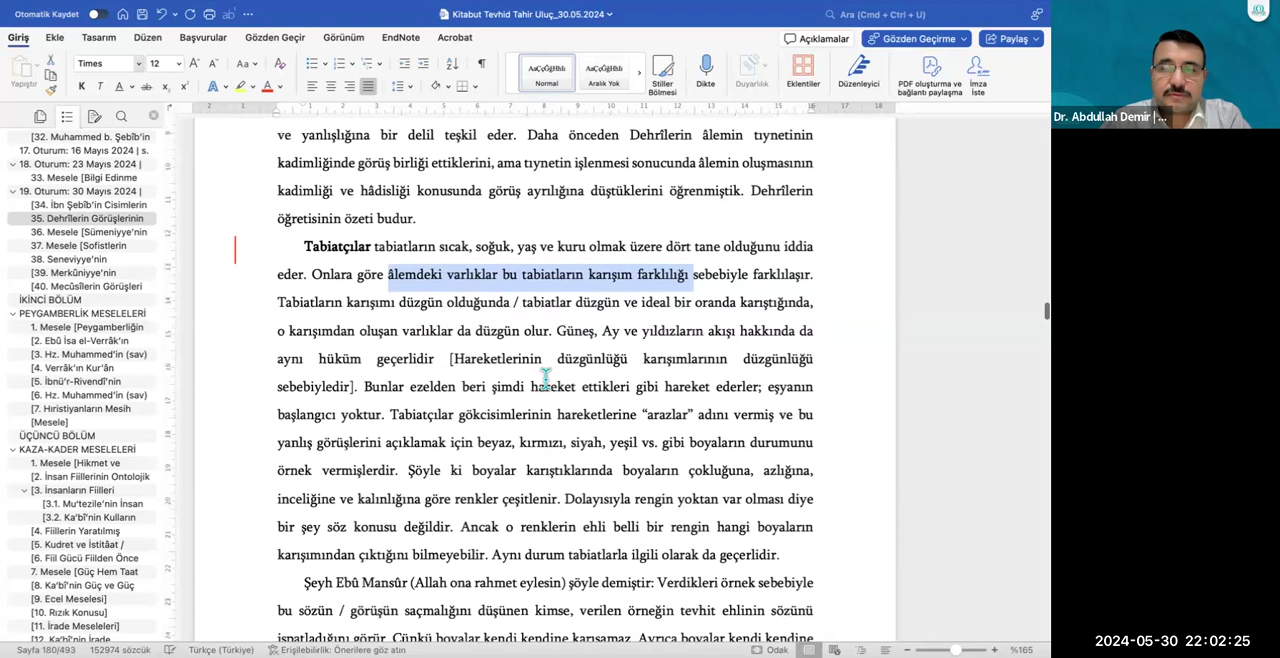 Otomatik Kaydet
Kitabut Tevhid Tahir Uluç_30.05.2024
Ara (Cmd + Ctrl + U)
Giriş Ekle Tasarım Düzen Başvurular Gözden Geçir Görünüm EndNote Acrobat
Açıklamalar Gözden Geçirme Paylaş
Yapıştır
Times 12
AaÇçĞğHh
Normal
AaÇçĞğHh
Aralık Yok
Stiller Bölmesi
Dikte
Duyarlılık
Eklentiler
Düzenleyici
PDF oluşturma ve bağlantı paylaşma
İmza İste
[32. Muhammed b. Şebîb'in
17. Oturum: 16 Mayıs 2024 | s.
18. Oturum: 23 Mayıs 2024 |
33. Mesele [Bilgi Edinme
19. Oturum: 30 Mayıs 2024 |
[34. İbn Şebîb'in Cisimlerin
35. Dehrîlerin Görüşlerinin
36. Mesele [Sümeniyye'nin
37. Mesele [Sofistlerin
38. Seneviyye'nin
[39. Merkûniyye'nin
[40. Mecûsîlerin Görüşleri
İKİNCİ BÖLÜM
PEYGAMBERLİK MESELELERİ
1. Mesele [Peygamberliğin
[2. Ebû İsa el-Verrâk'ın
[3. Hz. Muhammed'in (sav)
[4. Verrâk'ın Kur'ân
[5. İbnü'r-Rivendî'nin
[6. Hz. Muhammed'in (sav)
[7. Hıristiyanların Mesih
[Mesele]
ÜÇÜNCÜ BÖLÜM
KAZA-KADER MESELELERİ
1. Mesele [Hikmet ve
[2. İnsan Fiillerinin Ontolojik
[3. İnsanların Fiilleri
[3.1. Mu'tezile'nin İnsan
[3.2. Ka'bî'nin Kulların
[4. Fiillerin Yaratılmış
[5. Kudret ve İstitâat /
[6. Fiil Gücü Fiilden Önce
7. Mesele [Güç Hem Taat
[8. Ka'bî'nin Güç ve Güç
[9. Ecel Meselesi]
[10. Rızık Konusu]
[11. İrade Meseleleri]
[12. Ka'bî'nin İrade
ve yanlışlığına bir delil teşkil eder. Daha önceden Dehrîlerin âlemin tıynetinin
kadimliğinde görüş birliği ettiklerini, ama tıynetin işlenmesi sonucunda âlemin oluşmasının
kadimliği ve hâdisliği konusunda görüş ayrılığına düştüklerini öğrenmiştik. Dehrîlerin
öğretisinin özeti budur.
Tabiatçılar tabiatların sıcak, soğuk, yaş ve kuru olmak üzere dört tane olduğunu iddia
eder. Onlara göre âlemdeki varlıklar bu tabiatların karışım farklılığı sebebiyle farklılaşır.
Tabiatların karışımı düzgün olduğunda / tabiatlar düzgün ve ideal bir oranda karıştığında,
o karışımdan oluşan varlıklar da düzgün olur. Güneş, Ay ve yıldızların akışı hakkında da
aynı hüküm geçerlidir [Hareketlerinin düzgünlüğü karışımlarının düzgünlüğü
sebebiyledir]. Bunlar ezelden beri şimdi hareket ettikleri gibi hareket ederler; eşyanın
başlangıcı yoktur. Tabiatçılar gökcisimlerinin hareketlerine “arazlar” adını vermiş ve bu
yanlış görüşlerini açıklamak için beyaz, kırmızı, siyah, yeşil vs. gibi boyaların durumunu
örnek vermişlerdir. Şöyle ki boyalar karıştıklarında boyaların çokluğuna, azlığına,
inceliğine ve kalınlığına göre renkler çeşitlenir. Dolayısıyla rengin yoktan var olması diye
bir şey söz konusu değildir. Ancak o renklerin ehli belli bir rengin hangi boyaların
karışımından çıktığını bilmeyebilir. Aynı durum tabiatlarla ilgili olarak da geçerlidir.
Şeyh Ebû Mansûr (Allah ona rahmet eylesin) şöyle demiştir: Verdikleri örnek sebebiyle
bu sözün / görüşün saçmalığını düşünen kimse, verilen örneğin tevhit ehlinin sözünü
ispatladığını görür. Çünkü boyalar kendi kendine karışamaz. Ayrıca boyalar kendi kendine
Sayfa 180/493 152974 sözcük Türkçe (Türkiye) Erişilebilirlik: Önerilere göz atın Odak %165
Dr. Abdullah Demir | ...
2024-05-30 22:02:25